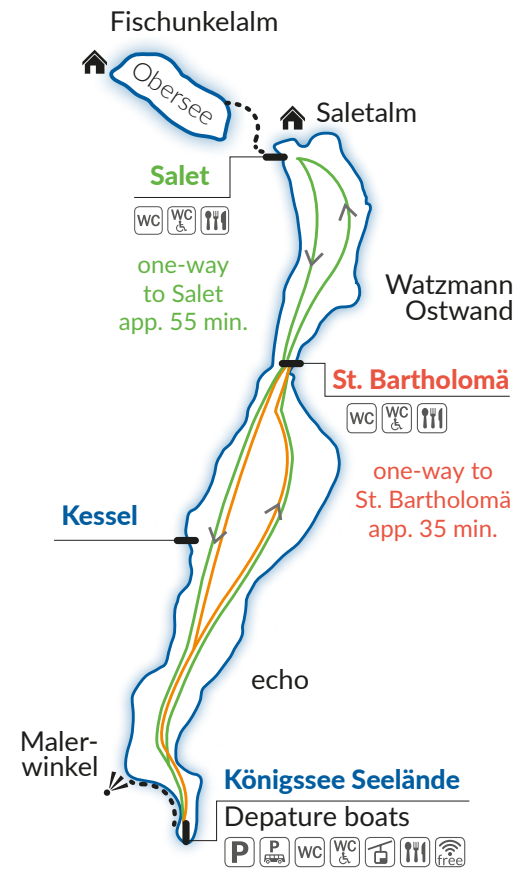 Fischunkelalm
Obersee
Saletalm
Salet
WC WC
one-way
to Salet
app. 55 min.
Watzmann
Ostwand
St. Bartholomä
WC WC
one-way to
St. Bartholomä
app. 35 min.
Kessel
echo
Maler-
winkel
Königssee Seelände
Depature boats
P P WC WC free